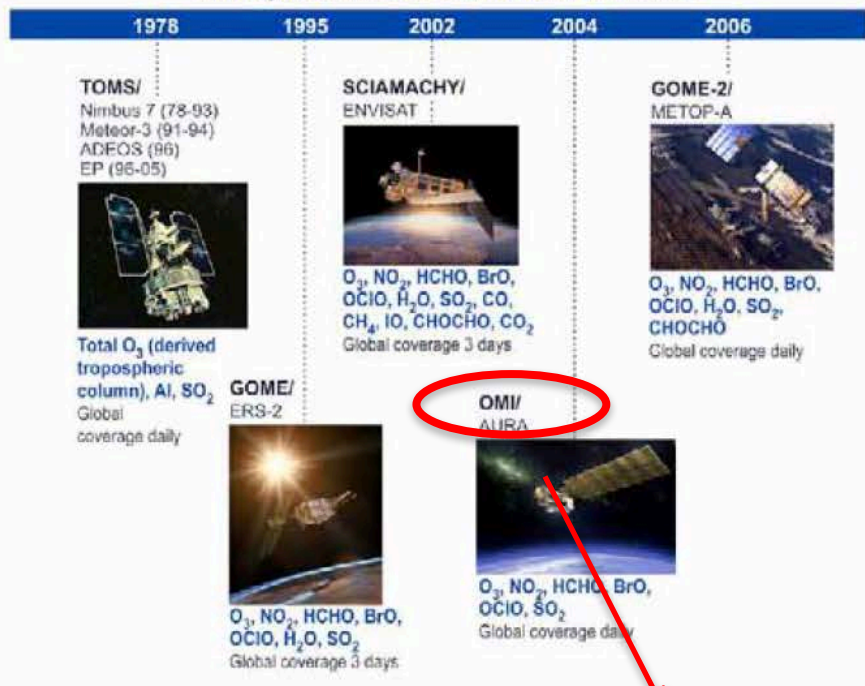 1978 1995 2002 2004 2006
TOMS/
Nimbus 7 (78-93)
Meteor-3 (91-94)
ADEOS (96)
EP (96-05)
Total O₃ (derived
tropospheric
column), AI, SO₂
Global
coverage daily
GOME/
ERS-2
O₃, NO₂, HCHO, BrO,
OClO, H₂O, SO₂
Global coverage 3 days
SCIAMACHY/
ENVISAT
O₃, NO₂, HCHO, BrO,
OClO, H₂O, SO₂, CO,
CH₄, IO, CHOCHO, CO₂
Global coverage 3 days
OMI/
AURA
O₃, NO₂, HCHO, BrO,
OClO, SO₂
Global coverage daily
GOME-2/
METOP-A
O₃, NO₂, HCHO, BrO,
OClO, H₂O, SO₂,
CHOCHO
Global coverage daily